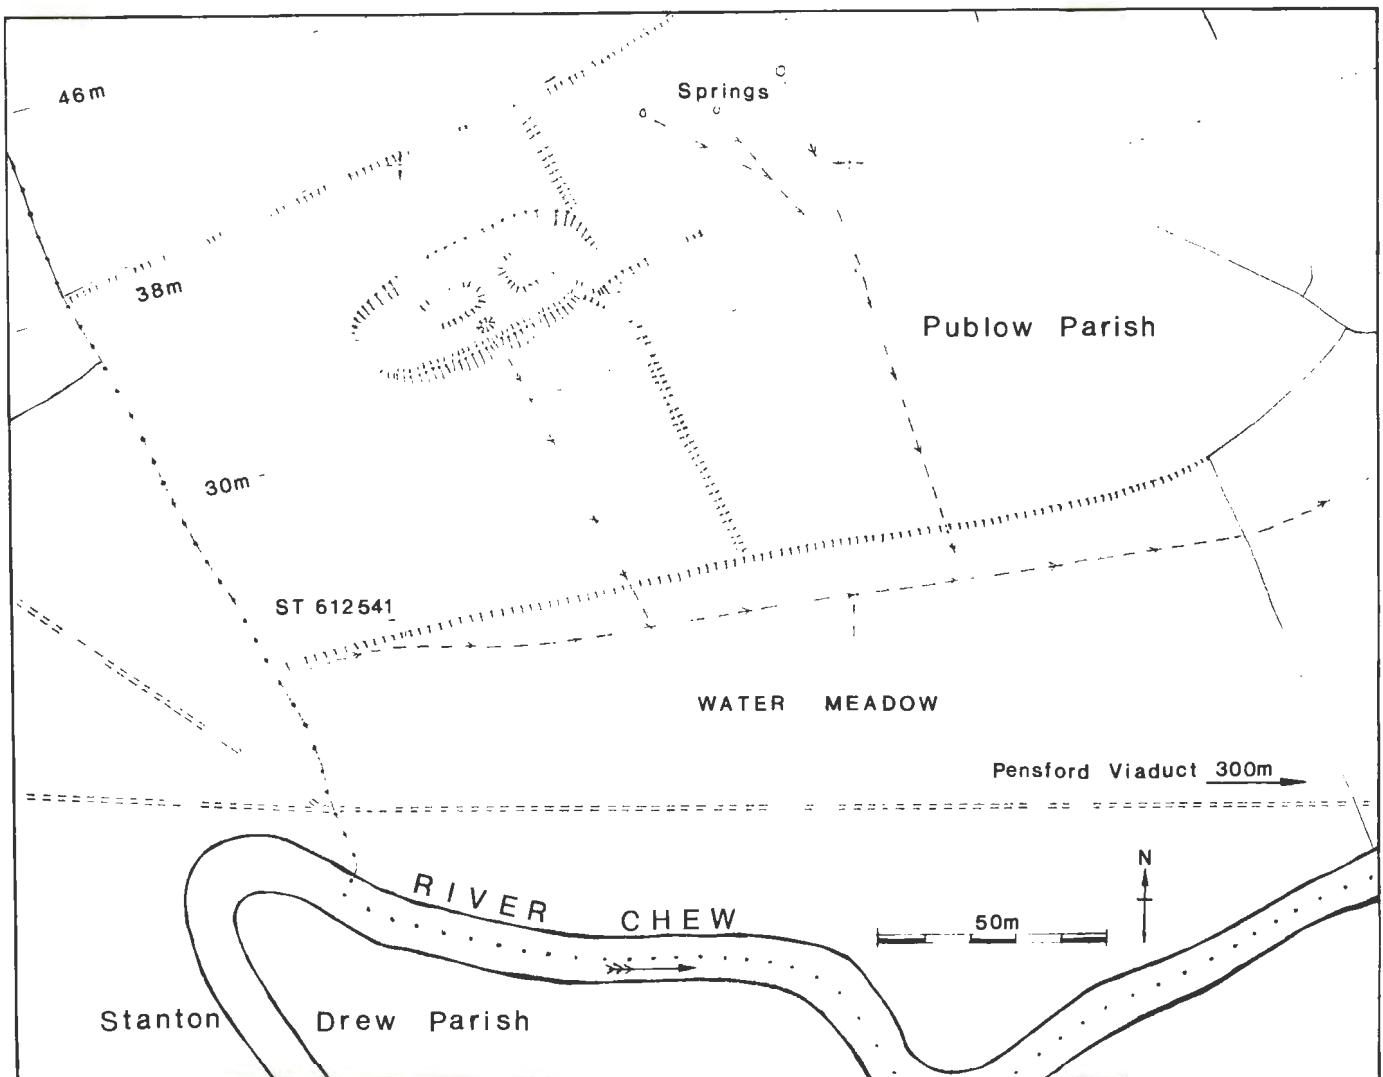 46m
Springs
38m
Publow Parish
30m
ST 612541
WATER MEADOW
Pensford Viaduct 300m
N
RIVER CHEW
50m
Stanton Drew Parish